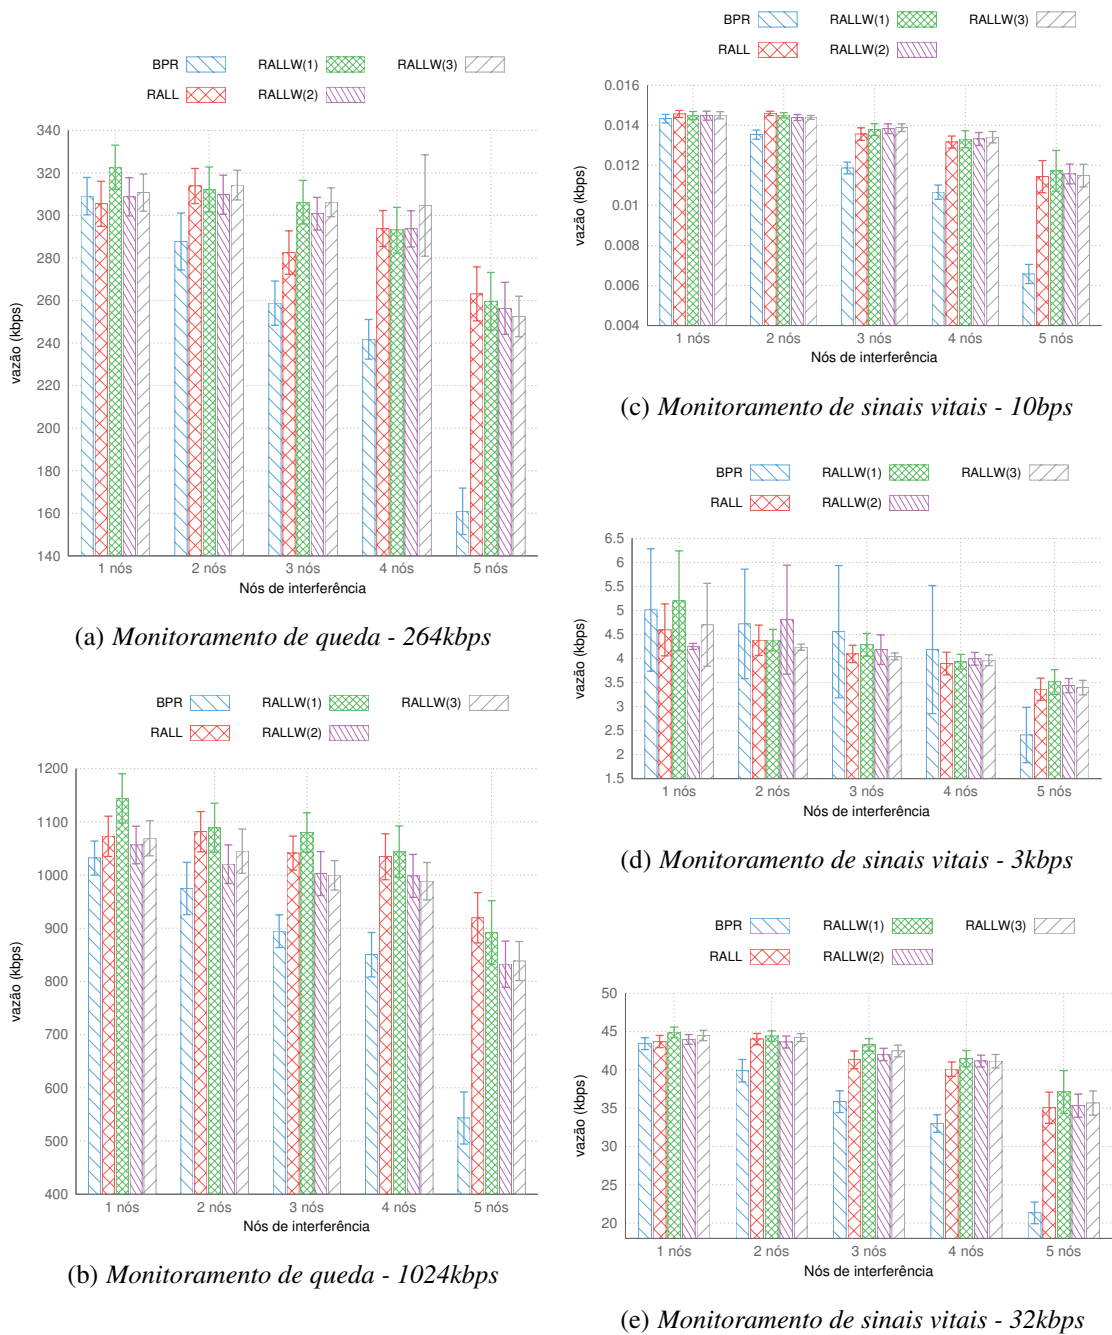 BPR RALLW(1) RALLW(3)
RALL RALLW(2)
340
320
300
280
260
240
220
200
180
160
140
vazão (kbps)
1 nós 2 nós 3 nós 4 nós 5 nós
Nós de interferência
(a) Monitoramento de queda - 264kbps
BPR RALLW(1) RALLW(3)
RALL RALLW(2)
1200
1100
1000
900
800
700
600
500
400
vazão (kbps)
1 nós 2 nós 3 nós 4 nós 5 nós
Nós de interferência
(b) Monitoramento de queda - 1024kbps
BPR RALLW(1) RALLW(3)
RALL RALLW(2)
0.016
0.014
0.012
0.01
0.008
0.006
0.004
vazão (kbps)
1 nós 2 nós 3 nós 4 nós 5 nós
Nós de interferência
(c) Monitoramento de sinais vitais - 10bps
BPR RALLW(1) RALLW(3)
RALL RALLW(2)
6.5
6
5.5
5
4.5
4
3.5
3
2.5
2
1.5
vazão (kbps)
1 nós 2 nós 3 nós 4 nós 5 nós
Nós de interferência
(d) Monitoramento de sinais vitais - 3kbps
BPR RALLW(1) RALLW(3)
RALL RALLW(2)
50
45
40
35
30
25
20
vazão (kbps)
1 nós 2 nós 3 nós 4 nós 5 nós
Nós de interferência
(e) Monitoramento de sinais vitais - 32kbps